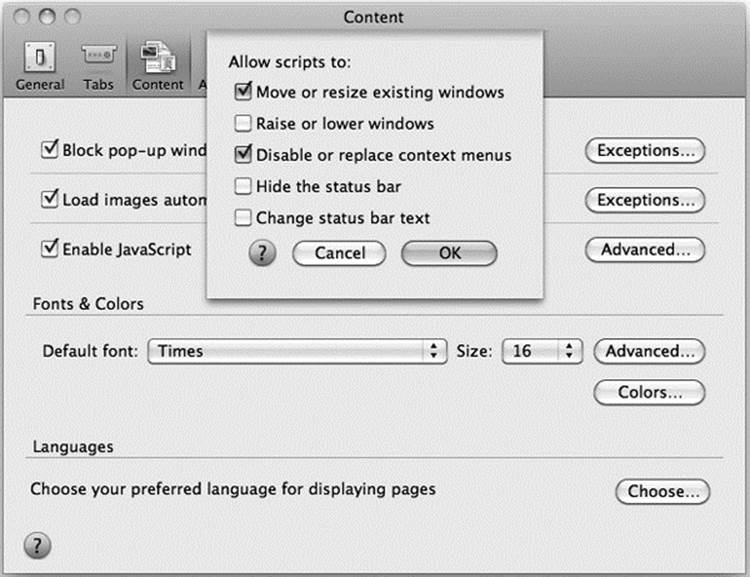 Content
General Tabs Content A
Allow scripts to:
Move or resize existing windows
Raise or lower windows
Disable or replace context menus
Hide the status bar
Change status bar text
? Cancel OK
Block pop-up wind Exceptions...
Load images autom Exceptions...
Enable JavaScript Advanced...
Fonts & Colors
Default font: Times Size: 16 Advanced...
Colors...
Languages
Choose your preferred language for displaying pages Choose...
?